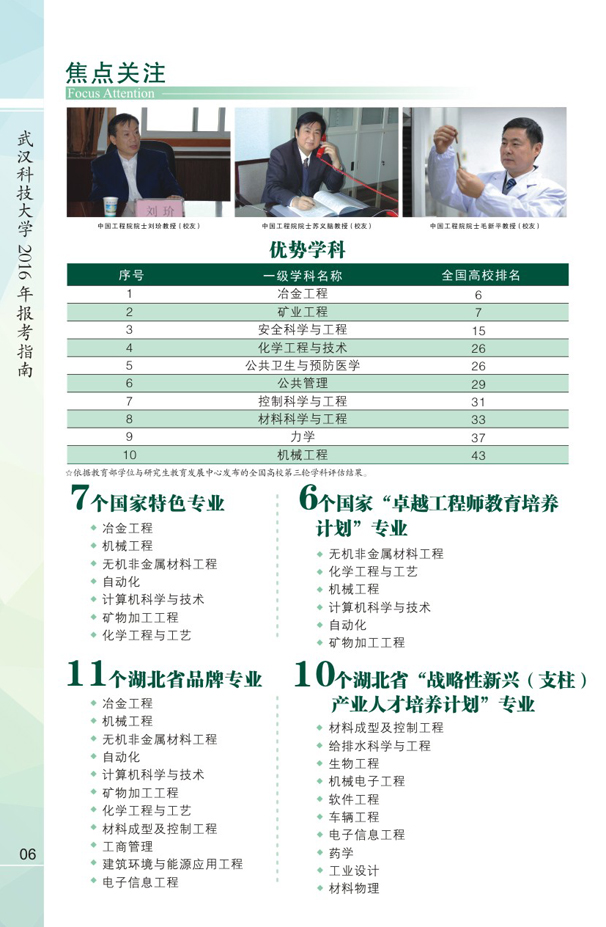 武汉科技大学 2016 年报考指南
焦点关注
Focus Attention
刘玠
中国工程院院士刘玠教授（校友）
中国工程院院士苏义脑教授（校友）
中国工程院院士毛新平教授（校友）
优势学科
序号 一级学科名称 全国高校排名
1 冶金工程 6
2 矿业工程 7
3 安全科学与工程 15
4 化学工程与技术 26
5 公共卫生与预防医学 26
6 公共管理 29
7 控制科学与工程 31
8 材料科学与工程 33
9 力学 37
10 机械工程 43
☆依据教育部学位与研究生教育发展中心发布的全国高校第三轮学科评估结果。
7个国家特色专业
冶金工程
机械工程
无机非金属材料工程
自动化
计算机科学与技术
矿物加工工程
化学工程与工艺
6个国家“卓越工程师教育培养
计划”专业
无机非金属材料工程
化学工程与工艺
机械工程
计算机科学与技术
自动化
矿物加工工程
11个湖北省品牌专业
冶金工程
机械工程
无机非金属材料工程
自动化
计算机科学与技术
矿物加工工程
化学工程与工艺
材料成型及控制工程
工商管理
建筑环境与能源应用工程
电子信息工程
10个湖北省“战略性新兴（支柱）
产业人才培养计划”专业
材料成型及控制工程
给排水科学与工程
生物工程
机械电子工程
软件工程
车辆工程
电子信息工程
药学
工业设计
材料物理
06